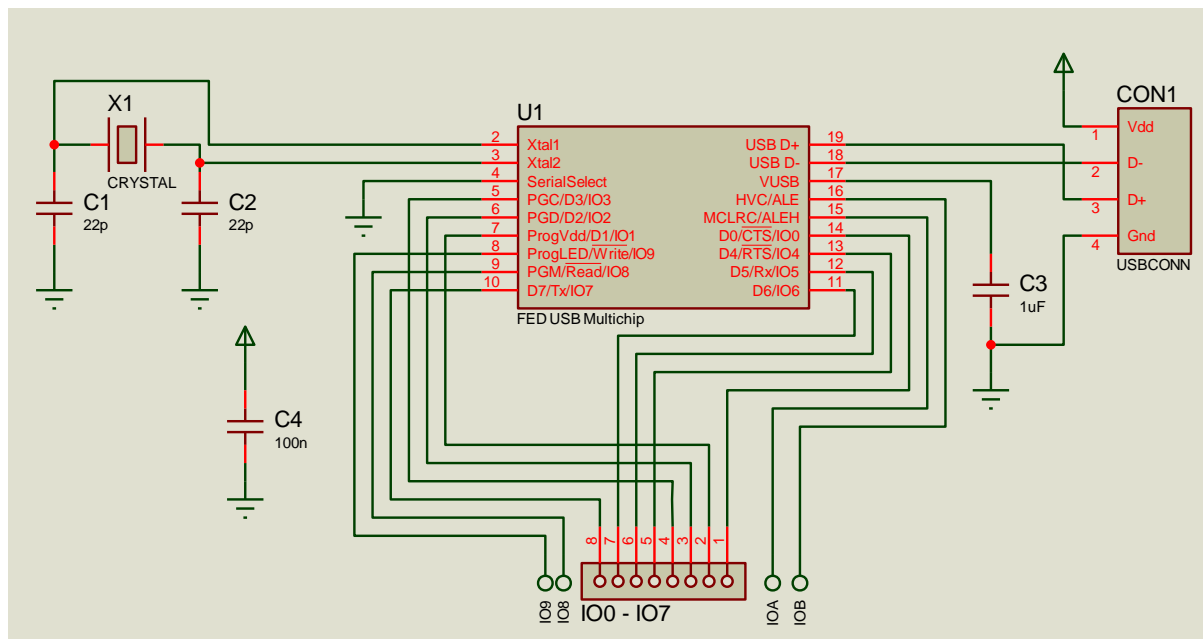 X1
CRYSTAL
C1
22p
C2
22p
C4
100n
U1
2 Xtal1
3 Xtal2
4 SerialSelect
5 PGC/D3/IO3
6 PGD/D2/IO2
7 ProgVdd/D1/IO1
8 ProgLED/Write/IO9
9 PGM/Read/IO8
10 D7/Tx/IO7
USB D+ 19
USB D- 18
VUSB 17
HVC/ALE 16
MCLRC/ALEH 15
D0/CTS/IO0 14
D4/RTS/IO4 13
D5/Rx/IO5 12
D6/IO6 11
FED USB Multichip
CON1
1 Vdd
2 D-
3 D+
4 Gnd
USBCONN
C3
1uF
8 7 6 5 4 3 2 1
IO9
IO8
IO0 - IO7
IOA
IOB